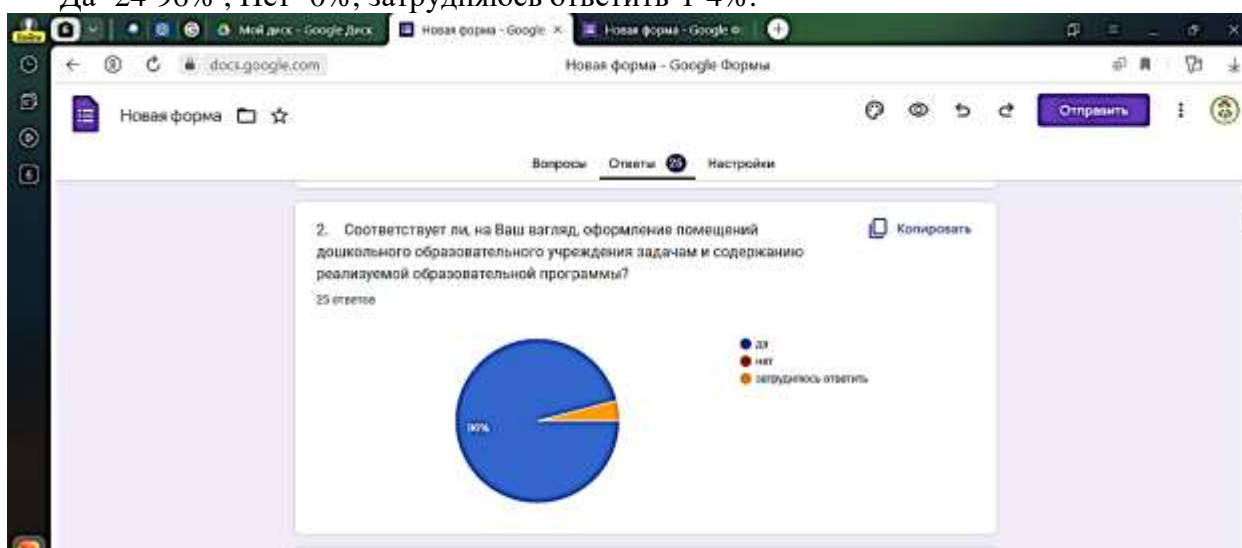 Да- 24-96% ; Нет- 0%; затрудняюсь ответить 1-4%.
Мой диск - Google Диск
Новая форма - Google
Новая форма - Google Ф
docs.google.com
Новая форма - Google Формы
Новая форма
Отправить
Вопросы Ответы 25 Настройки
2. Соответствует ли, на Ваш взгляд, оформление помещений
дошкольного образовательного учреждения задачам и содержанию
реализуемой образовательной программы?
Копировать
25 ответов
да
нет
затрудняюсь ответить
96%